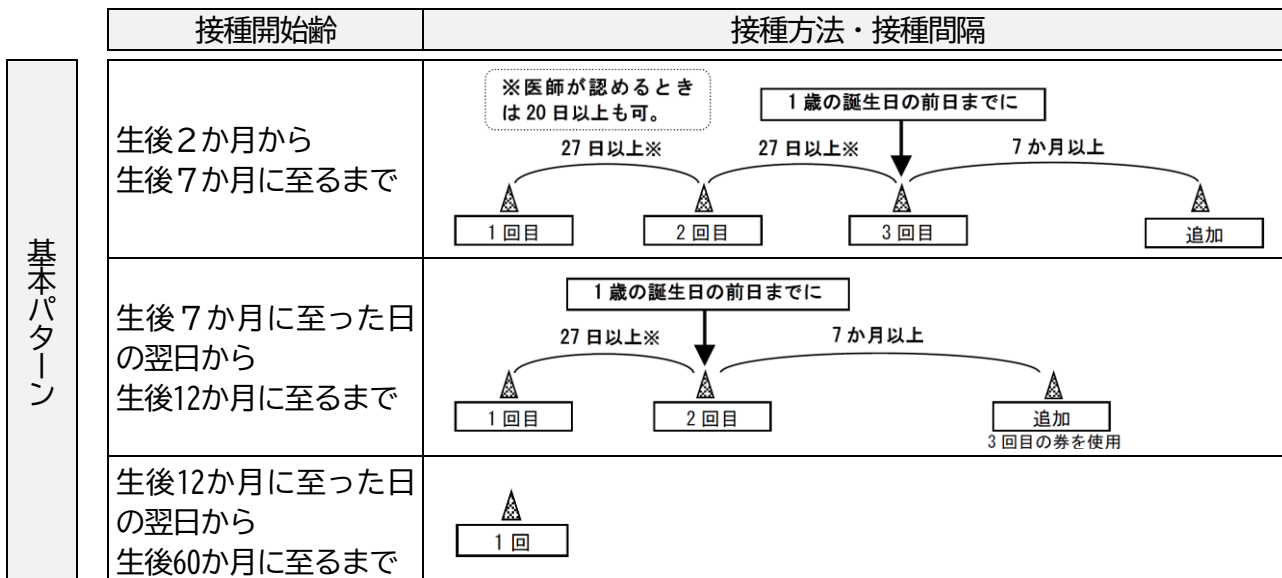 接種開始齢
接種方法・接種間隔
基本パターン
生後２か月から
生後７か月に至るまで
※医師が認めるとき
は 20 日以上も可。
1 歳の誕生日の前日までに
27 日以上※
27 日以上※
7 か月以上
1 回目
2 回目
3 回目
追加
生後７か月に至った日
の翌日から
生後12か月に至るまで
1 歳の誕生日の前日までに
27 日以上※
7 か月以上
1 回目
2 回目
追加
3 回目の券を使用
生後12か月に至った日
の翌日から
生後60か月に至るまで
1 回